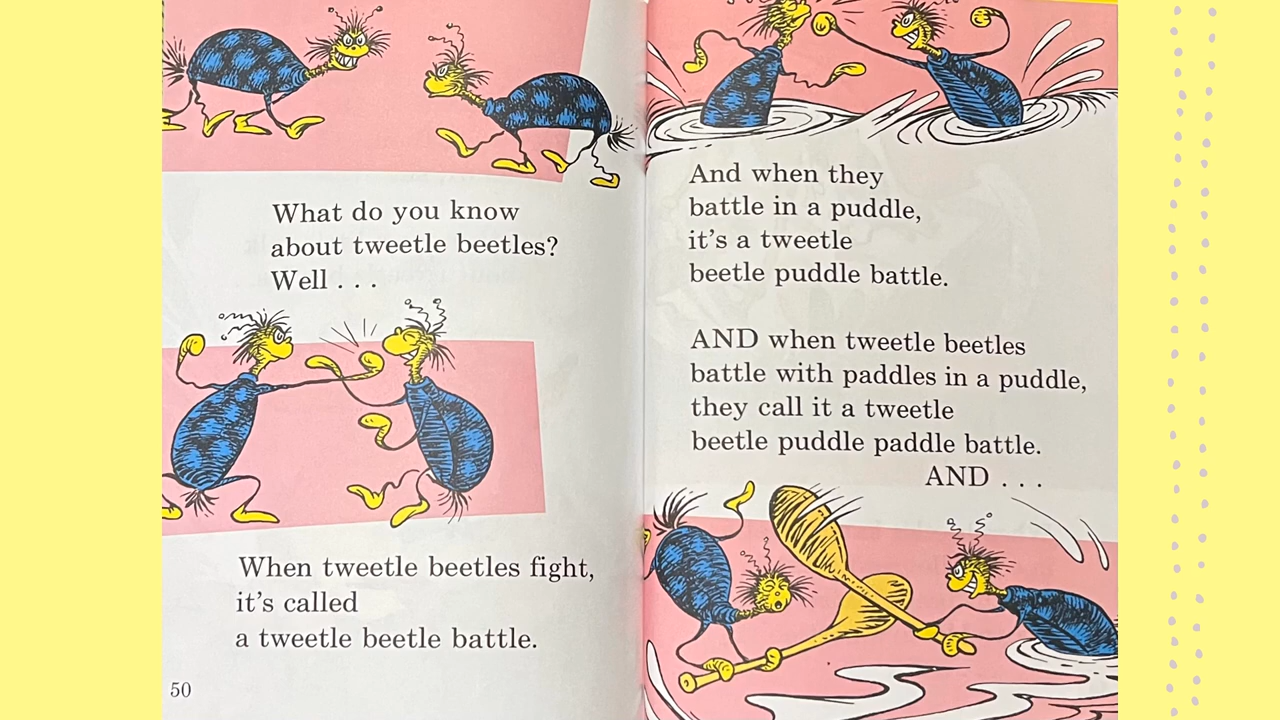 What do you know
about tweetle beetles?
Well . . .
When tweetle beetles fight,
it's called
a tweetle beetle battle.
50
And when they
battle in a puddle,
it's a tweetle
beetle puddle battle.
AND when tweetle beetles
battle with paddles in a puddle,
they call it a tweetle
beetle puddle paddle battle.
AND . . .